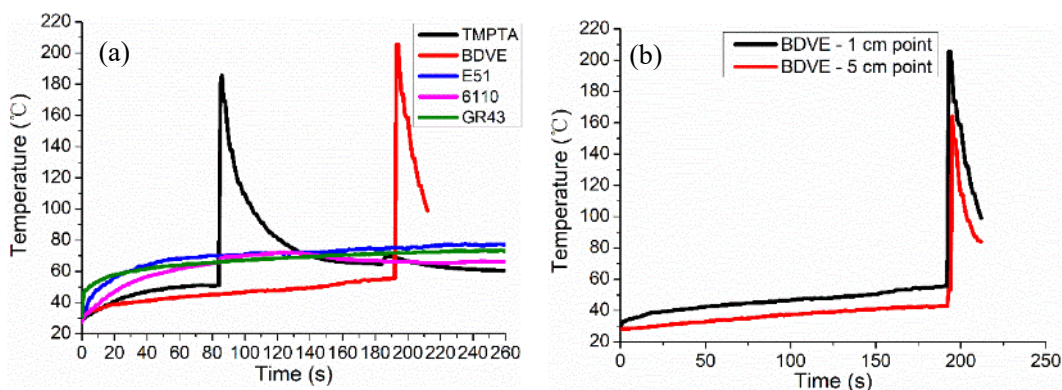 (a)
TMPTA
BDVE
E51
6110
GR43
Temperature (℃)
220
200
180
160
140
120
100
80
60
40
20
0 20 40 60 80 100 120 140 160 180 200 220 240 260
Time (s)
(b)
BDVE - 1 cm point
BDVE - 5 cm point
Temperature (℃)
220
200
180
160
140
120
100
80
60
40
20
0 50 100 150 200 250
Time (s)